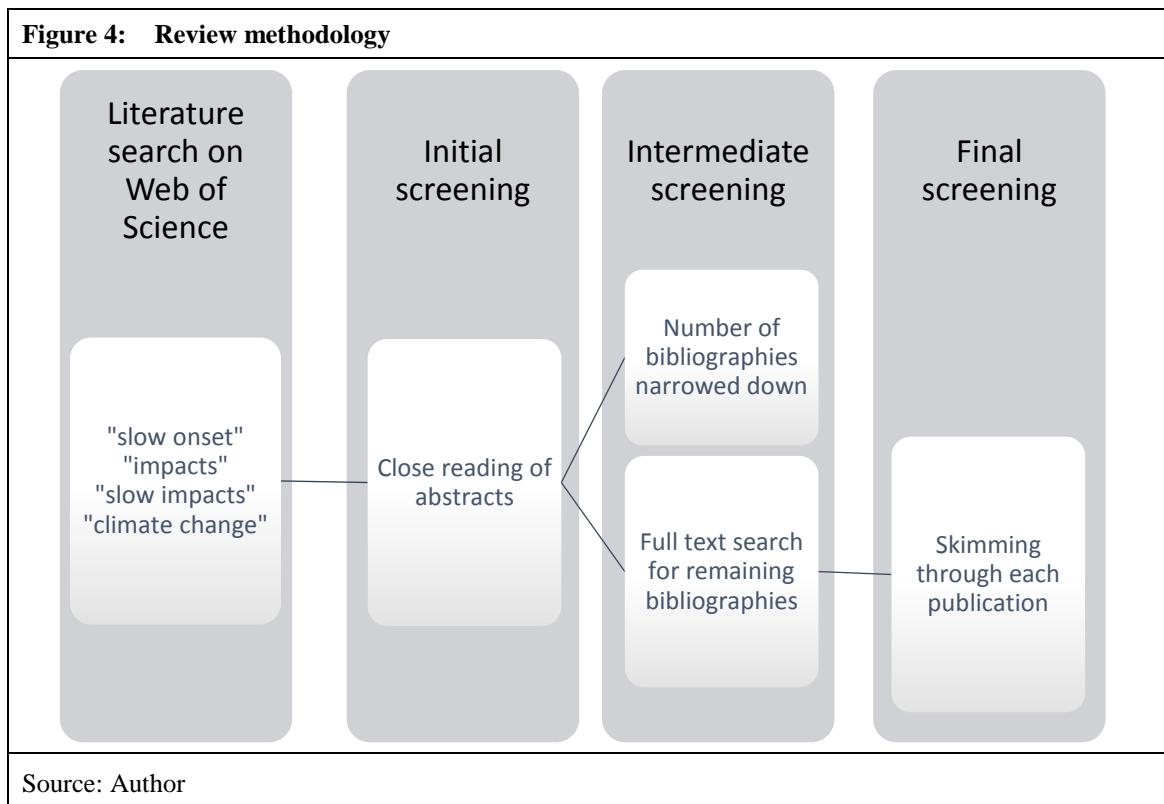 Figure 4: Review methodology
Literature
search on
Web of
Science
"slow onset"
"impacts"
"slow impacts"
"climate change"
Initial
screening
Close reading of
abstracts
Intermediate
screening
Number of
bibliographies
narrowed down
Full text search
for remaining
bibliographies
Final
screening
Skimming
through each
publication
Source: Author